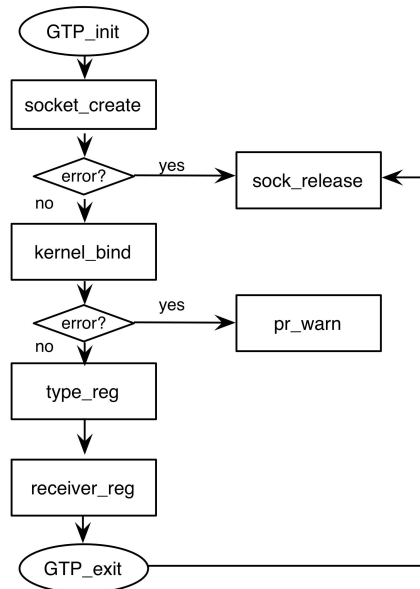 GTP_init
socket_create
error?
yes
sock_release
no
kernel_bind
error?
yes
pr_warn
no
type_reg
receiver_reg
GTP_exit